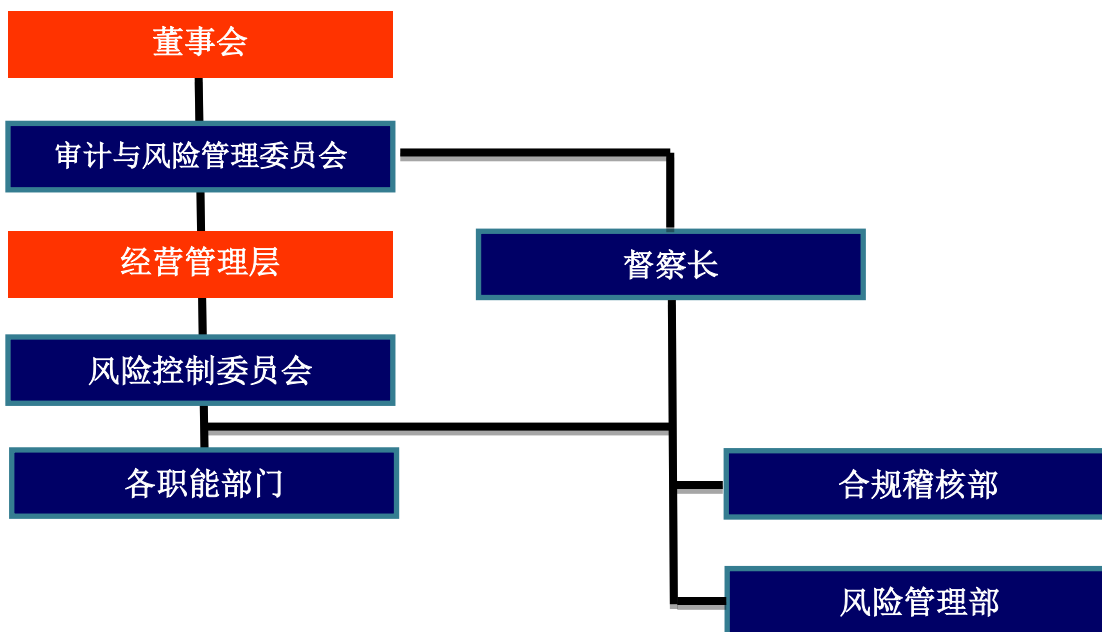 董事会
审计与风险管理委员会
经营管理层
督察长
风险控制委员会
各职能部门
合规稽核部
风险管理部